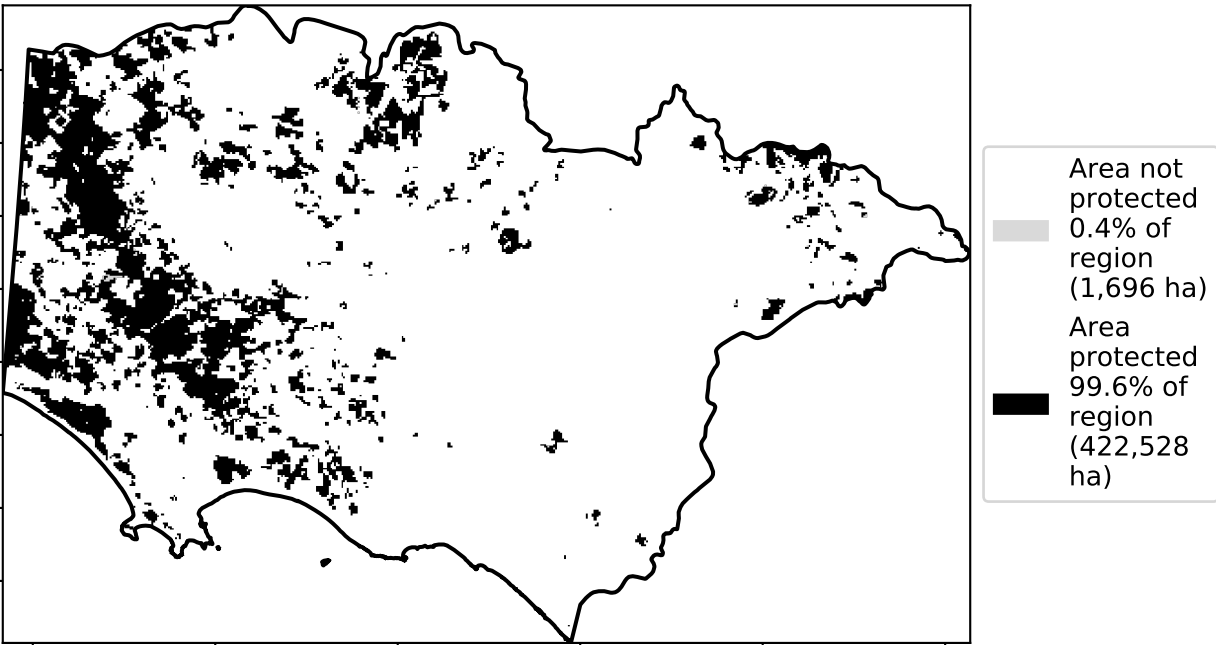 Area not
protected
0.4% of
region
(1,696 ha)
Area
protected
99.6% of
region
(422,528
ha)